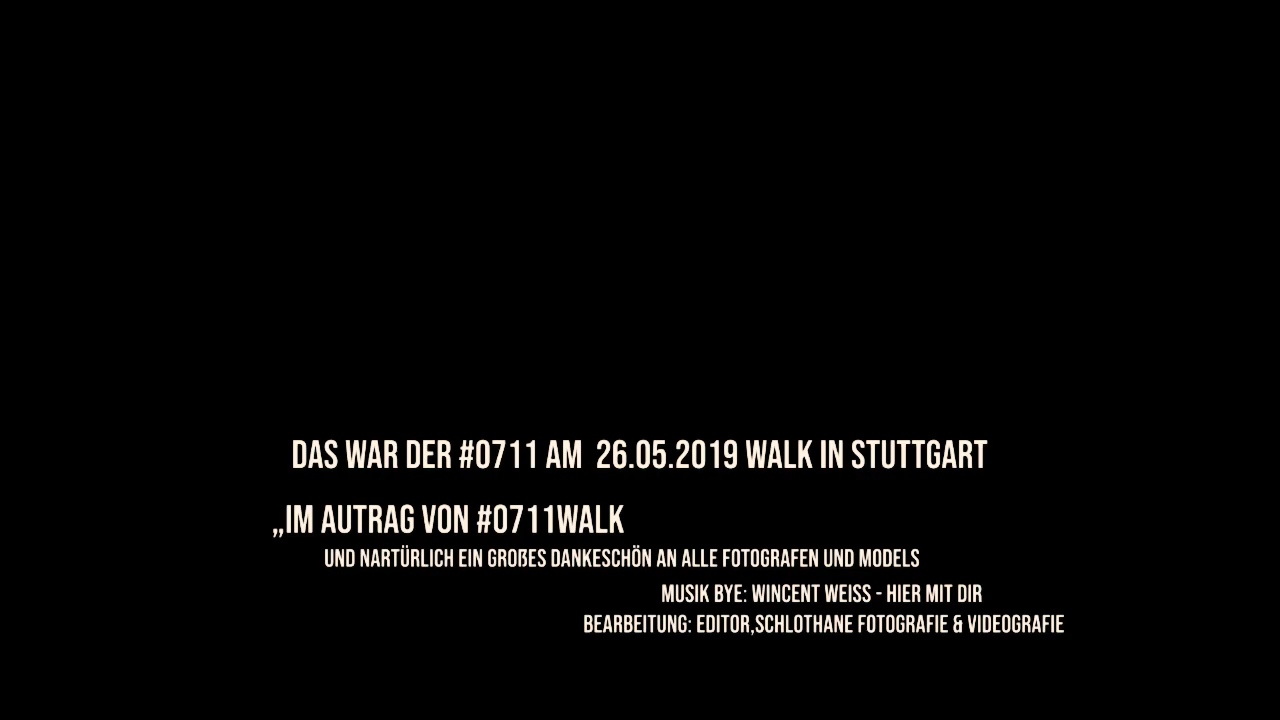 DAS WAR DER #0711 AM 26.05.2019 WALK IN STUTTGART
„IM AUTRAG VON #0711WALK
UND NARTÜRLICH EIN GROẞES DANKESCHÖN AN ALLE FOTOGRAFEN UND MODELS
MUSIK BYE: WINCENT WEISS - HIER MIT DIR
BEARBEITUNG: EDITOR,SCHLOTHANE FOTOGRAFIE & VIDEOGRAFIE